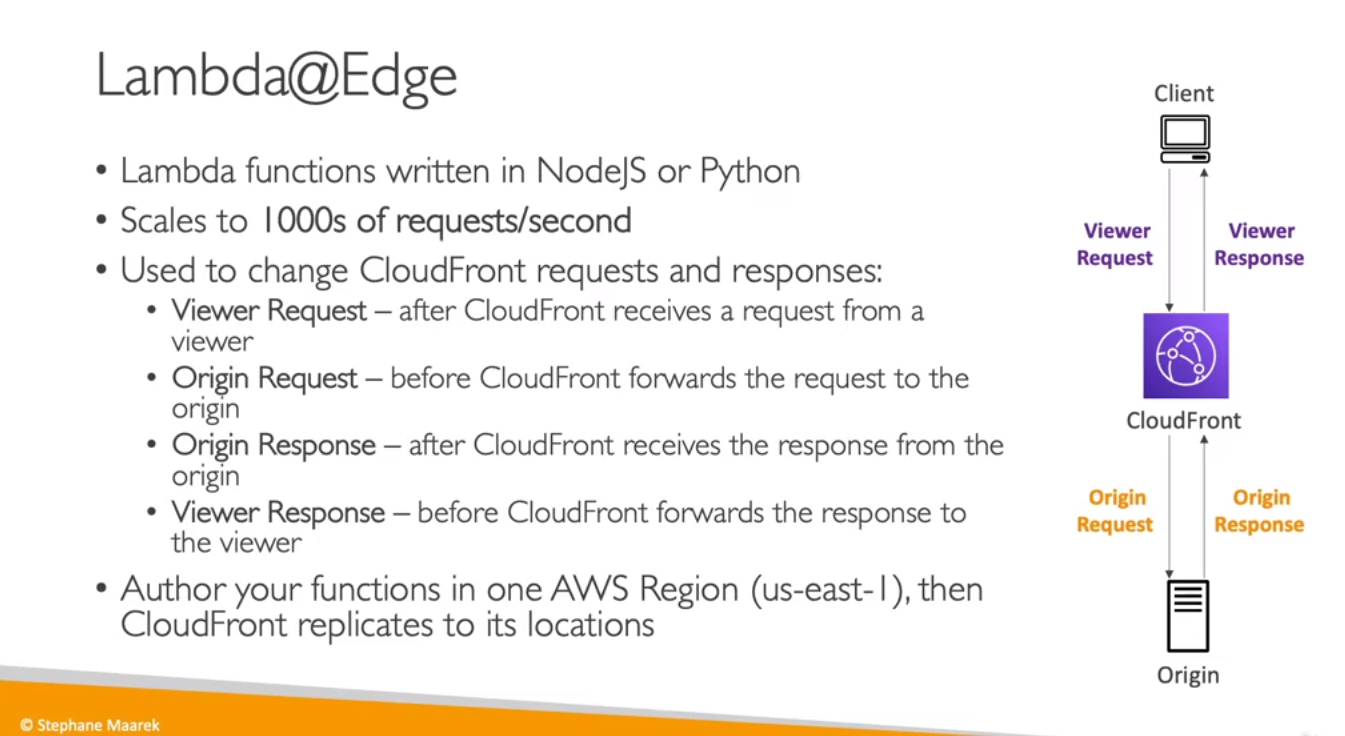 Lambda@Edge
• Lambda functions written in NodeJS or Python
• Scales to 1000s of requests/second
• Used to change CloudFront requests and responses:
• Viewer Request – after CloudFront receives a request from a
viewer
• Origin Request – before CloudFront forwards the request to the
origin
• Origin Response – after CloudFront receives the response from the
origin
• Viewer Response – before CloudFront forwards the response to
the viewer
• Author your functions in one AWS Region (us-east-1), then
CloudFront replicates to its locations
Client
Viewer
Request
Viewer
Response
CloudFront
Origin
Request
Origin
Response
Origin
© Stephane Maarek